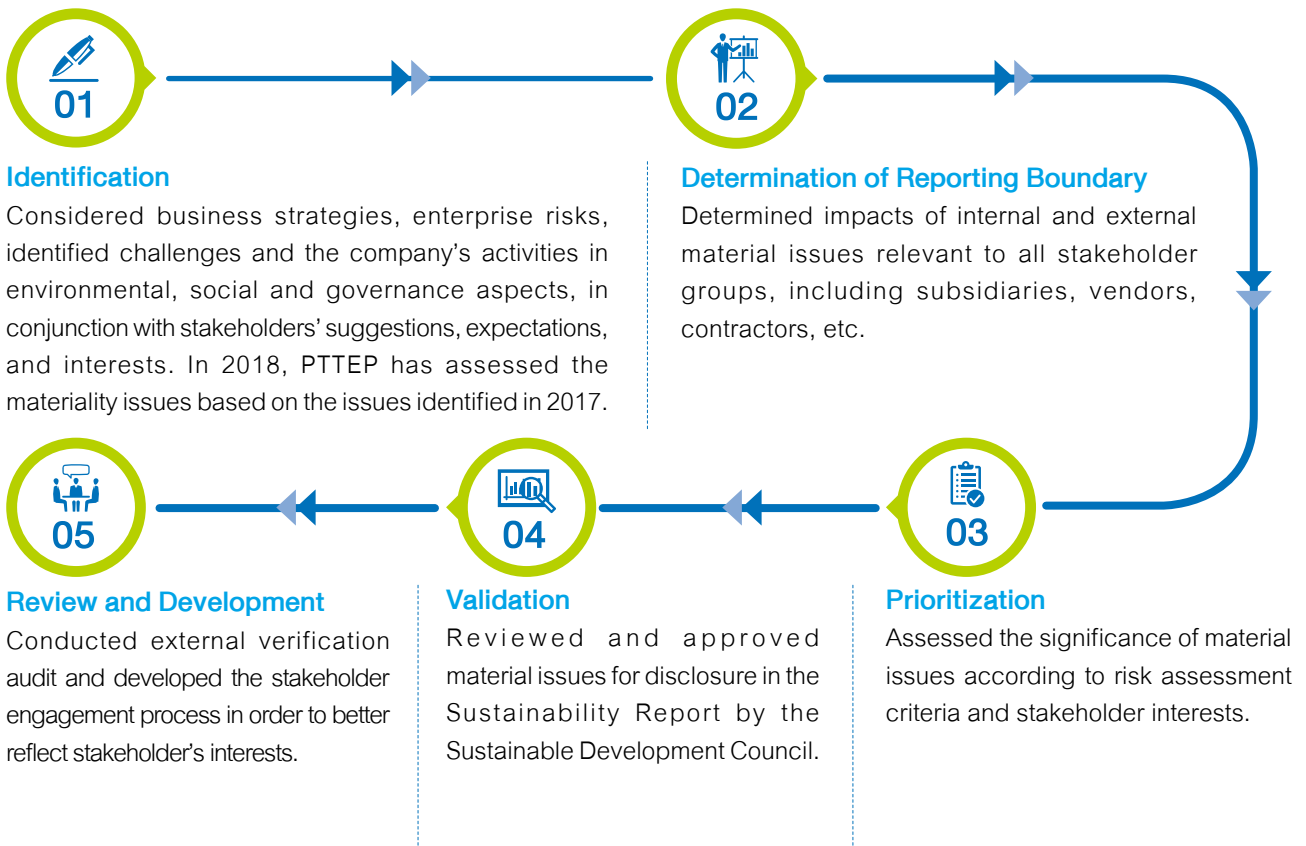 01
Identification
Considered business strategies, enterprise risks,
identified challenges and the company's activities in
environmental, social and governance aspects, in
conjunction with stakeholders' suggestions, expectations,
and interests. In 2018, PTTEP has assessed the
materiality issues based on the issues identified in 2017.
02
Determination of Reporting Boundary
Determined impacts of internal and external
material issues relevant to all stakeholder
groups, including subsidiaries, vendors,
contractors, etc.
03
Prioritization
Assessed the significance of material
issues according to risk assessment
criteria and stakeholder interests.
04
Validation
Reviewed and approved
material issues for disclosure in the
Sustainability Report by the
Sustainable Development Council.
05
Review and Development
Conducted external verification
audit and developed the stakeholder
engagement process in order to better
reflect stakeholder's interests.